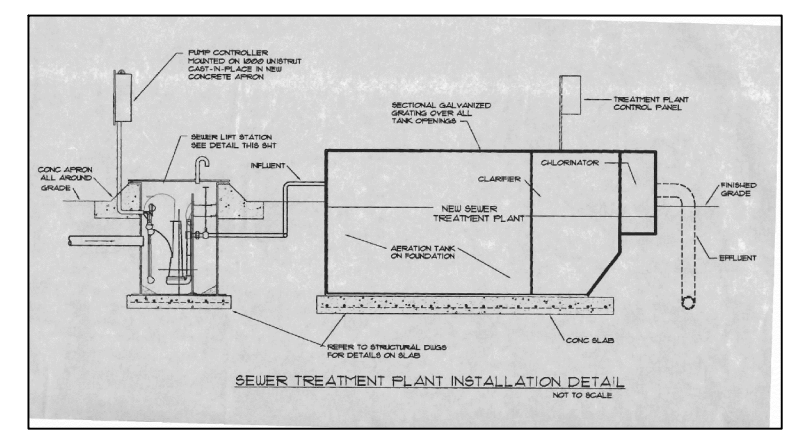 PUMP CONTROLLER
MOUNTED ON 1000 UNISTRUT
CAST-N-PLACE IN NEW
CONCRETE APRON
SEWER LIFT STATION
SEE DETAIL THIS SHT
CONC APRON
ALL AROUND
GRADE
INFLUENT
SECTIONAL GALVANIZED
GRATING OVER ALL
TANK OPENINGS
TREATMENT PLANT
CONTROL PANEL
CHLORINATOR
CLARIFIER
FINISHED
GRADE
NEW SEWER
TREATMENT PLANT
AERATION TANK
ON FOUNDATION
EFFLUENT
CONC SLAB
REFER TO STRUCTURAL DWGS
FOR DETAILS ON SLAB
SEWER TREATMENT PLANT INSTALLATION DETAIL
NOT TO SCALE